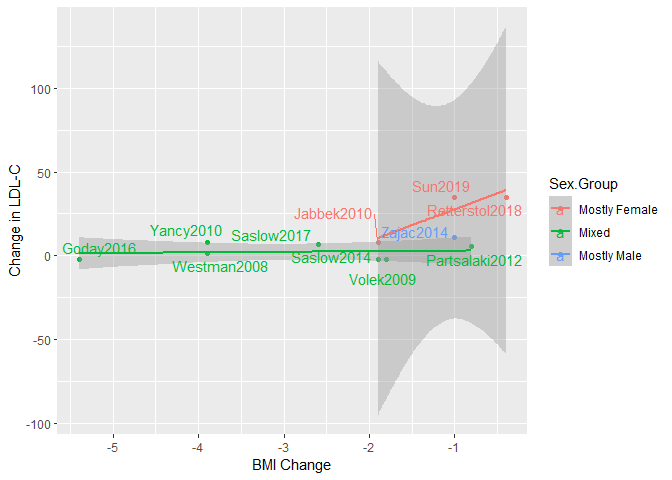 Change in LDL-C
100
50
0
-50
-100
Sun2019
Jabbek2010
Retterstol2018
Yancy2010
Zajac2014
Saslow2017
Goday2016
Saslow2014
Westman2008
Partsalaki2012
Volek2009
-5
-4
-3
-2
-1
BMI Change
Sex.Group
a Mostly Female
a Mixed
a Mostly Male